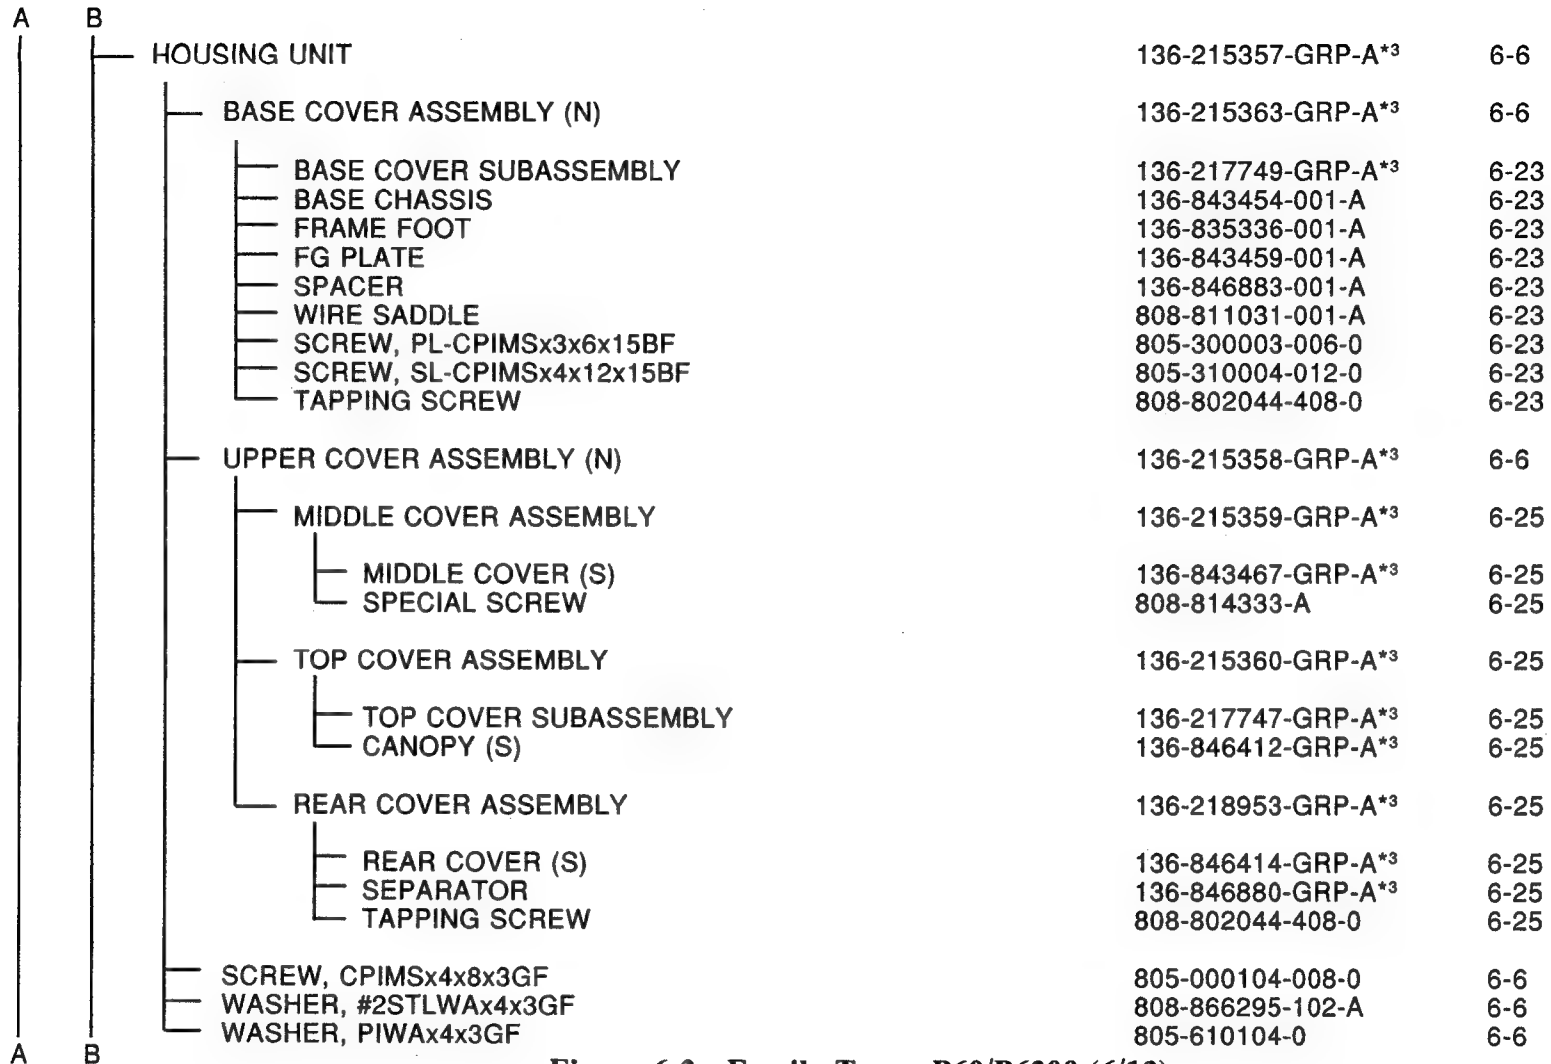 A B
HOUSING UNIT 136-215357-GRP-A*3 6-6
BASE COVER ASSEMBLY (N) 136-215363-GRP-A*3 6-6
BASE COVER SUBASSEMBLY 136-217749-GRP-A*3 6-23
BASE CHASSIS 136-843454-001-A 6-23
FRAME FOOT 136-835336-001-A 6-23
FG PLATE 136-843459-001-A 6-23
SPACER 136-846883-001-A 6-23
WIRE SADDLE 808-811031-001-A 6-23
SCREW, PL-CPIMSx3x6x15BF 805-300003-006-0 6-23
SCREW, SL-CPIMSx4x12x15BF 805-310004-012-0 6-23
TAPPING SCREW 808-802044-408-0 6-23
UPPER COVER ASSEMBLY (N) 136-215358-GRP-A*3 6-6
MIDDLE COVER ASSEMBLY 136-215359-GRP-A*3 6-25
MIDDLE COVER (S) 136-843467-GRP-A*3 6-25
SPECIAL SCREW 808-814333-A 6-25
TOP COVER ASSEMBLY 136-215360-GRP-A*3 6-25
TOP COVER SUBASSEMBLY 136-217747-GRP-A*3 6-25
CANOPY (S) 136-846412-GRP-A*3 6-25
REAR COVER ASSEMBLY 136-218953-GRP-A*3 6-25
REAR COVER (S) 136-846414-GRP-A*3 6-25
SEPARATOR 136-846880-GRP-A*3 6-25
TAPPING SCREW 808-802044-408-0 6-25
SCREW, CPIMSx4x8x3GF 805-000104-008-0 6-6
WASHER, #2STLWAx4x3GF 808-866295-102-A 6-6
WASHER, PIWAx4x3GF 805-610104-0 6-6
A B